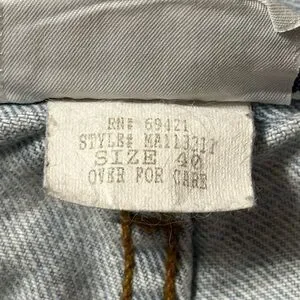 RN# 69421
STYLE# MA113211
SIZE 40
OVER FOR CARE